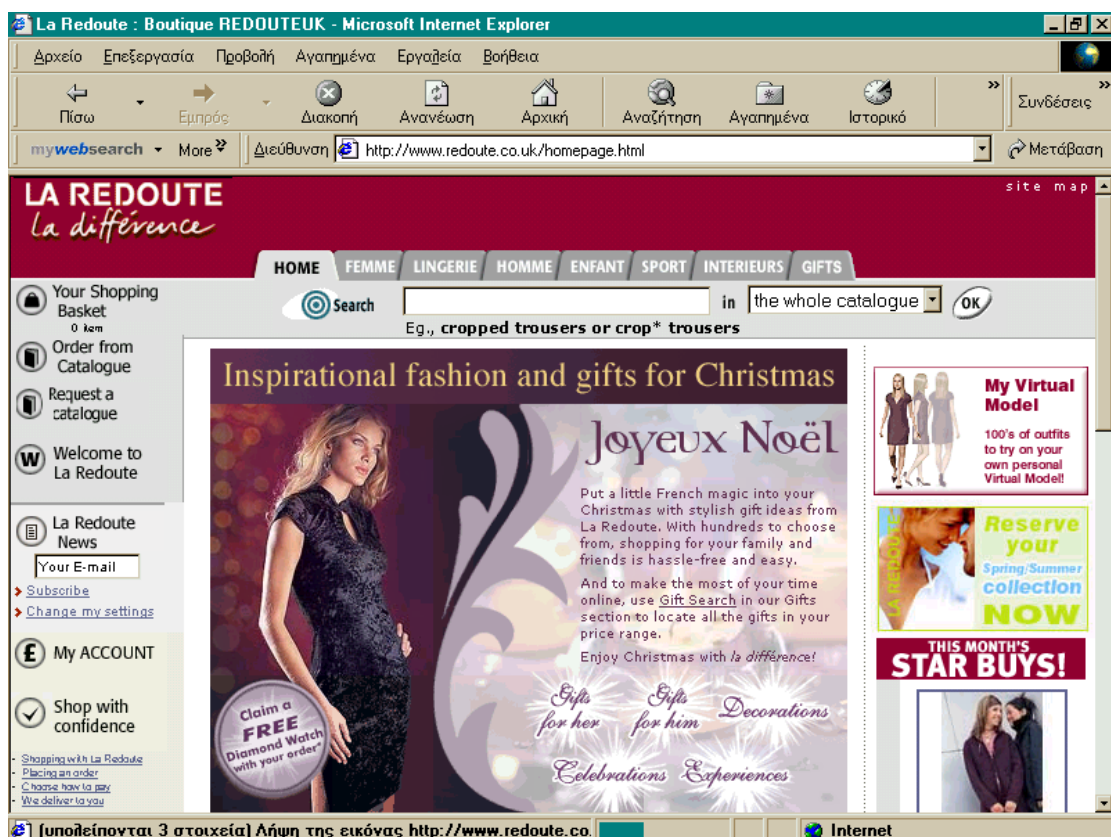 La Redoute : Boutique REDOUTEUK - Microsoft Internet Explorer
Αρχείο Επεξεργασία Προβολή Αγαπημένα Εργαλεία Βοήθεια
Πίσω Εμπρός Διακοπή Ανανέωση Αρχική Αναζήτηση Αγαπημένα Ιστορικό » Συνδέσεις »
mywebsearch More » Διεύθυνση http://www.redoute.co.uk/homepage.html Μετάβαση
LA REDOUTE
la différence
site map
HOME FEMME LINGERIE HOMME ENFANT SPORT INTERIEURS GIFTS
Search in the whole catalogue OK
Eg., cropped trousers or crop* trousers
Your Shopping
Basket
0 item
Order from
Catalogue
Request a
catalogue
W Welcome to
La Redoute
La Redoute
News
Your E-mail
Subscribe
Change my settings
£ My ACCOUNT
Shop with
confidence
- Shopping with La Redoute
- Placing an order
- Choose how to pay
- We deliver to you
Inspirational fashion and gifts for Christmas
Joyeux Noël
Put a little French magic into your
Christmas with stylish gift ideas from
La Redoute. With hundreds to choose
from, shopping for your family and
friends is hassle-free and easy.
And to make the most of your time
online, use Gift Search in our Gifts
section to locate all the gifts in your
price range.
Enjoy Christmas with la différence!
Claim a
FREE
Diamond Watch
with your order*
Gifts
for her
Gifts
for him
Decorations
Celebrations Experiences
My Virtual
Model
100's of outfits
to try on your
own personal
Virtual Model!
LA REDOUTE
Reserve
your
Spring/Summer
collection
NOW
THIS MONTH'S
STAR BUYS!
(υπολείπονται 3 στοιχεία) Λήψη της εικόνας http://www.redoute.co. Internet